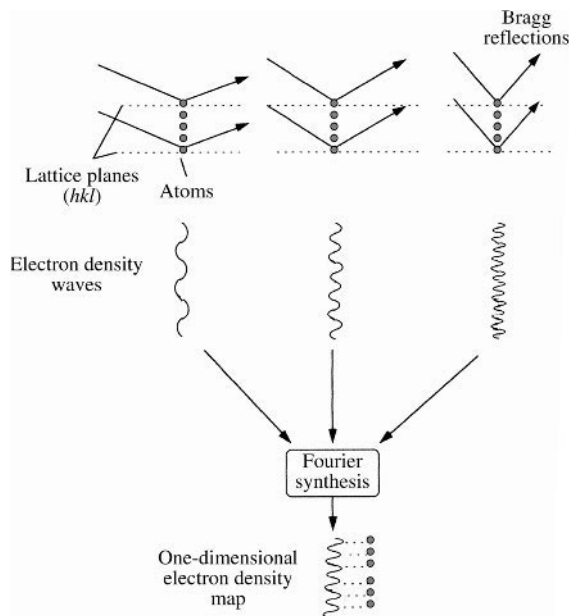 Bragg
reflections
Lattice planes
(hkl)
Atoms
Electron density
waves
Fourier
synthesis
One-dimensional
electron density
map